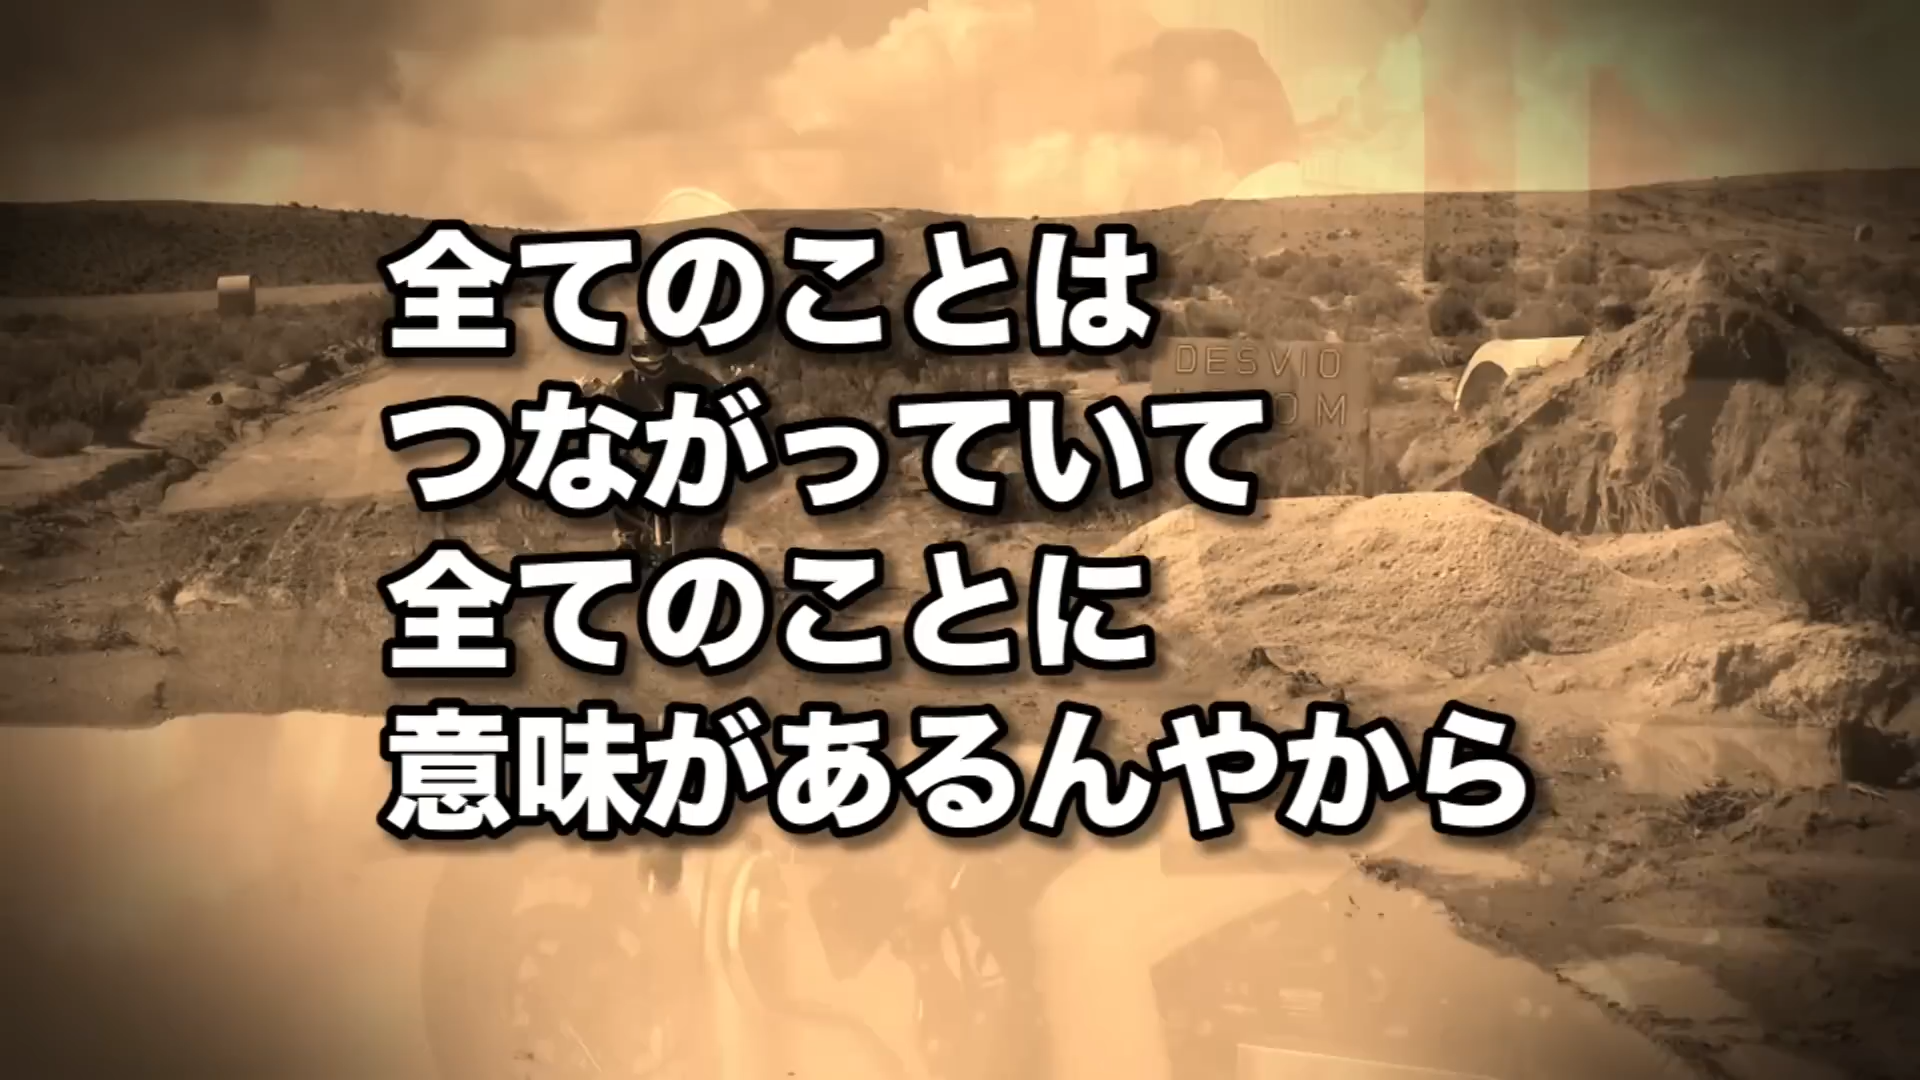 全てのことは
つながっていて
全てのことに
意味があるんやから
DESVIO